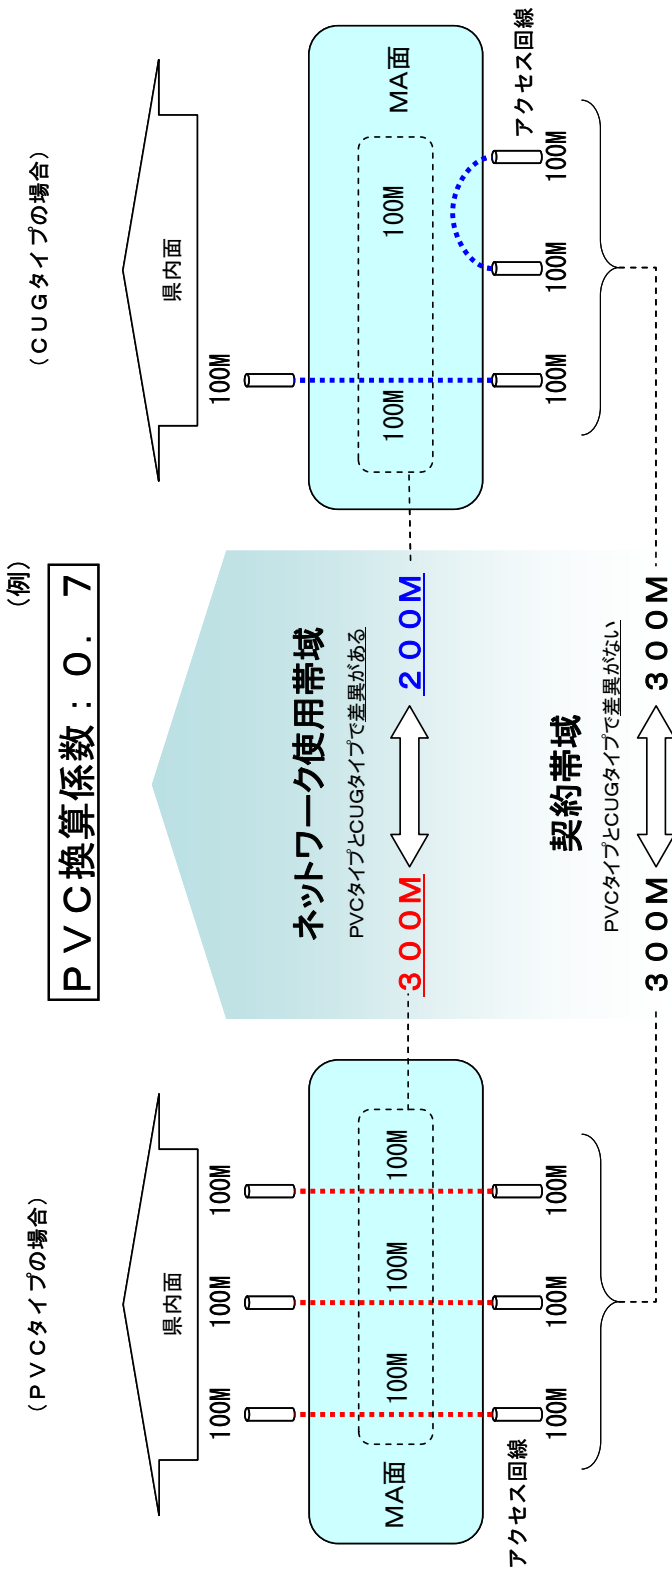 (例)
PVC換算係数:0.7
(PVCタイプの場合)
県内面
100M
100M
100M
100M
100M
100M
MA面
100M
100M
100M
アクセス回線
ネットワーク使用帯域
PVCタイプとCUGタイプで差異がある
300M
200M
契約帯域
PVCタイプとCUGタイプで差異がない
300M
300M
(CUGタイプの場合)
県内面
100M
100M
100M
MA面
100M
100M
100M
アクセス回線